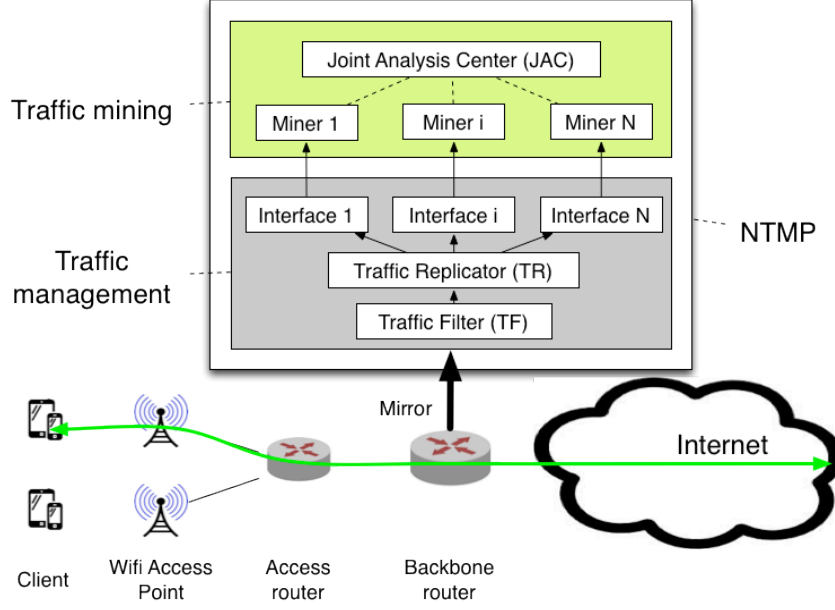 Joint Analysis Center (JAC)
Traffic mining
Miner 1
Miner i
Miner N
Interface 1
Interface i
Interface N
NTMP
Traffic
management
Traffic Replicator (TR)
Traffic Filter (TF)
Mirror
Internet
Client
Wifi Access
Point
Access
router
Backbone
router